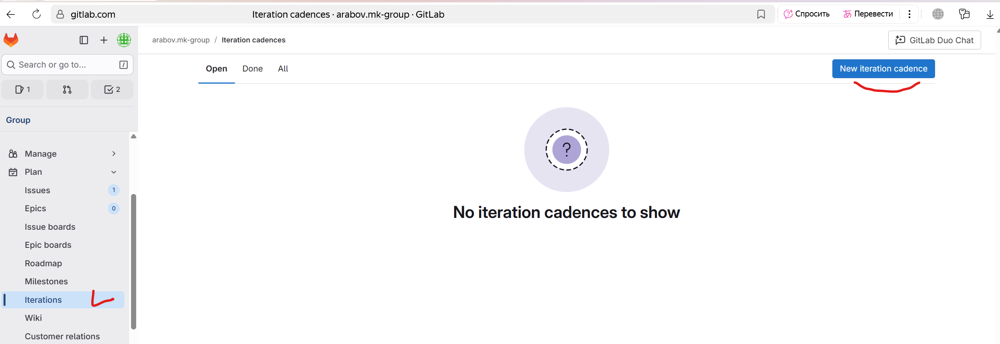 gitlab.com
Iteration cadences · arabov.mk-group · GitLab
Спросить
Перевести
arabov.mk-group / Iteration cadences
GitLab Duo Chat
Search or go to... /
1
2
Open Done All
New iteration cadence
Group
Manage
Plan
Issues 1
Epics 0
Issue boards
Epic boards
Roadmap
Milestones
Iterations
Wiki
Customer relations
?
No iteration cadences to show